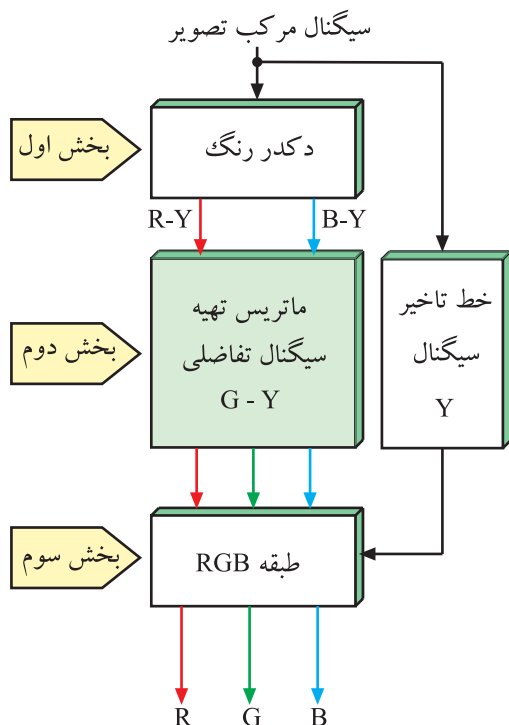 سیگنال مرکب تصویر
بخش اول
دکدر رنگ
R-Y
B-Y
بخش دوم
ماتریس تهیه
سیگنال تفاضلی
G - Y
خط تاخیر
سیگنال
Y
بخش سوم
طبقه RGB
R
G
B